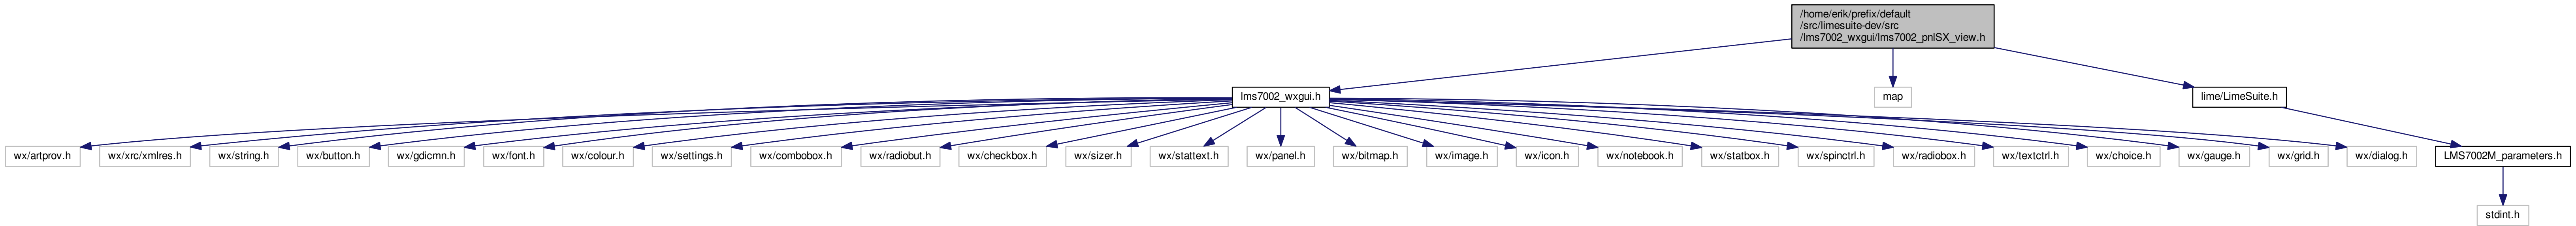 /home/erik/prefix/default
/src/limesuite-dev/src
/lms7002_wxgui/lms7002_pnlSX_view.h
lms7002_wxgui.h
map
lime/LimeSuite.h
wx/artprov.h
wx/xrc/xmlres.h
wx/string.h
wx/button.h
wx/gdicmn.h
wx/font.h
wx/colour.h
wx/settings.h
wx/combobox.h
wx/radiobut.h
wx/checkbox.h
wx/sizer.h
wx/stattext.h
wx/panel.h
wx/bitmap.h
wx/image.h
wx/icon.h
wx/notebook.h
wx/statbox.h
wx/spinctrl.h
wx/radiobox.h
wx/textctrl.h
wx/choice.h
wx/gauge.h
wx/grid.h
wx/dialog.h
LMS7002M_parameters.h
stdint.h